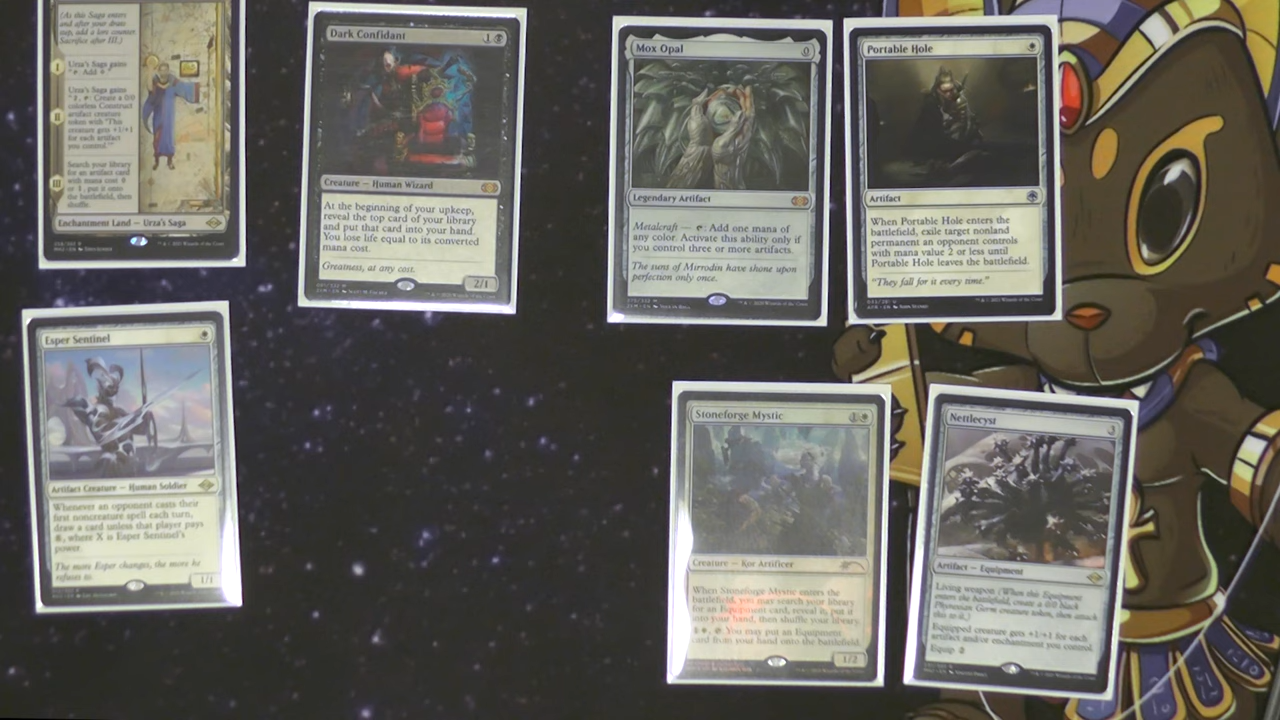 (As this Saga enters
and after your draw
step, add a lore counter.
Sacrifice after III.)
I
Urza's Saga gains
": Add
II
Urza's Saga gains
"2, : Create a 0/0
colorless Construct
artifact creature
token with "This
creature gets +1/+1
for each artifact
you control.""
III
Search your library
for an artifact card
with mana cost 0
or 1, put it onto
the battlefield, then
shuffle.
Enchantment Land — Urza's Saga
Dark Confidant
1
Creature — Human Wizard
At the beginning of your upkeep,
reveal the top card of your library
and put that card into your hand.
You lose life equal to its converted
mana cost.
Greatness, at any cost.
2/1
Mox Opal
0
Legendary Artifact
Metalcraft — : Add one mana of
any color. Activate this ability only if
you control three or more artifacts.
The suns of Mirrodin have shone upon
perfection only once.
Portable Hole
Artifact
When Portable Hole enters the
battlefield, exile target nonland
permanent an opponent controls
with mana value 2 or less until
Portable Hole leaves the battlefield.
"They fall for it every time."
Esper Sentinel
Artifact Creature — Human Soldier
Whenever an opponent casts their
first noncreature spell each turn,
draw a card unless that player pays
, where X is Esper Sentinel's
power.
The more Esper changes, the more he
refuses to.
1/1
Stoneforge Mystic
1
Creature — Kor Artificer
When Stoneforge Mystic enters the
battlefield, you may search your library
for an Equipment card, reveal it, put it
into your hand, then shuffle your library.
, : You may put an Equipment
card from your hand onto the battlefield.
1/2
Nettlecyst
3
Artifact — Equipment
Living weapon (When this Equipment
enters the battlefield, create a 0/0 black
Phyrexian Germ creature token, then attach
this to it.)
Equipped creature gets +1/+1 for each
artifact and/or enchantment you control.
Equip 2